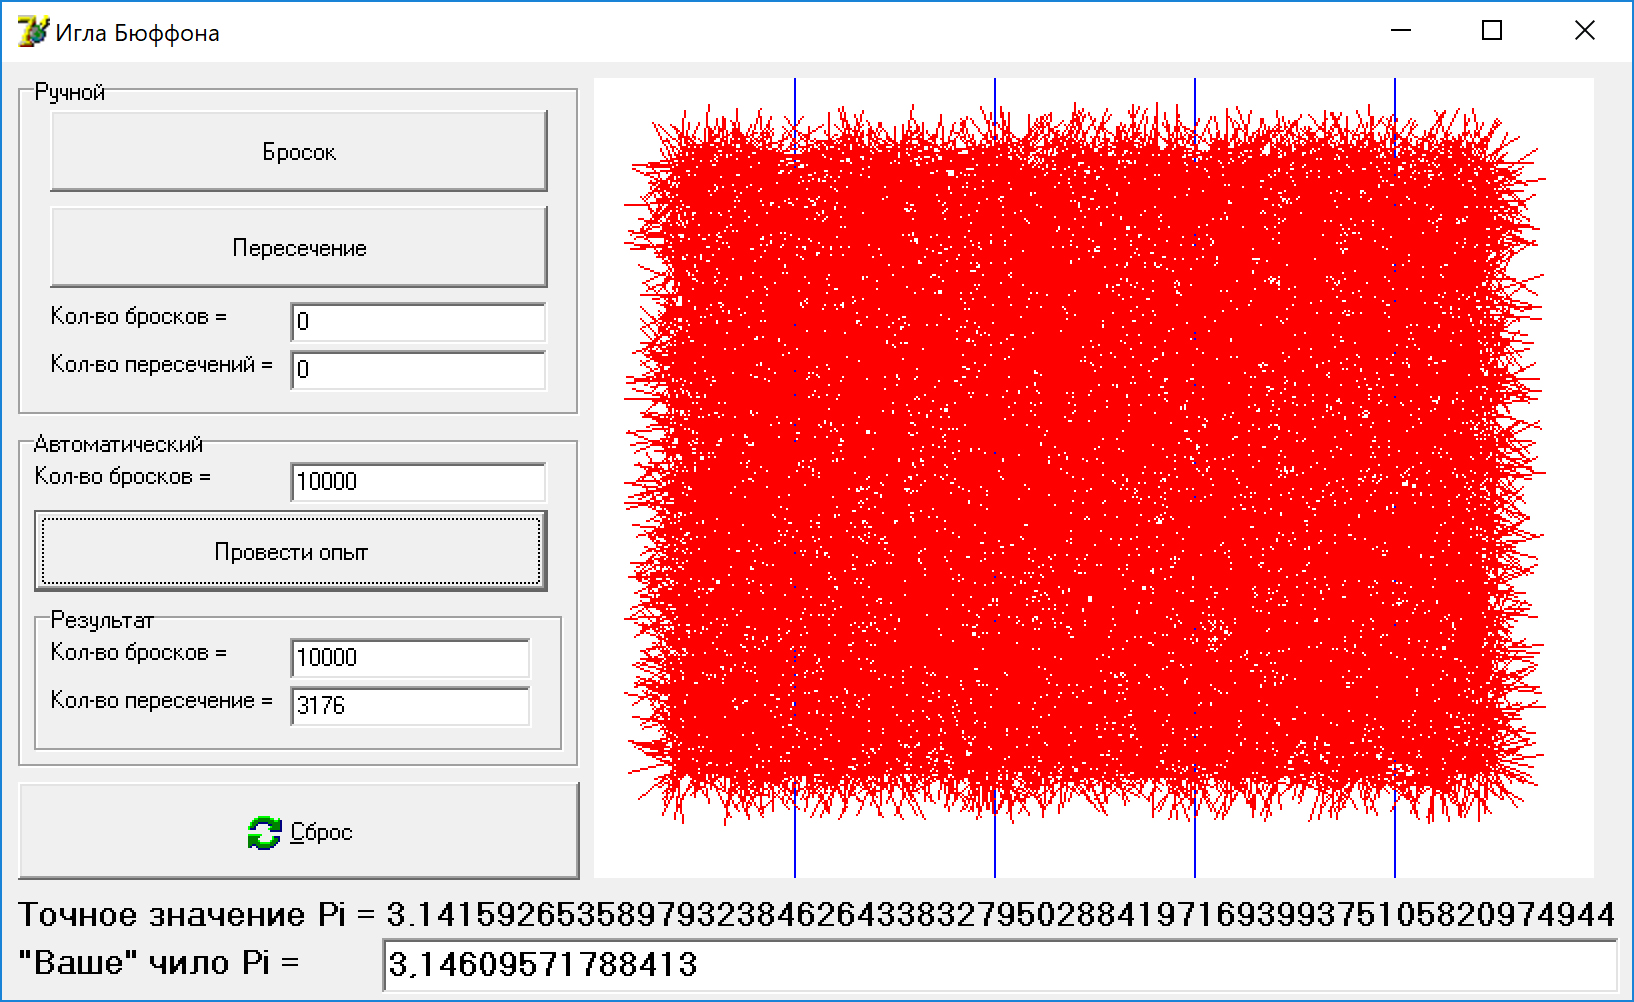 Игла Бюффона
Ручной
Бросок
Пересечение
Кол-во бросков = 0
Кол-во пересечений = 0
Автоматический
Кол-во бросков = 10000
Провести опыт
Результат
Кол-во бросков = 10000
Кол-во пересечение = 3176
Сброс
Точное значение Pi = 3.14159265358979323846264338327950288419716939937510582097​4944
"Ваше" чило Pi = 3,14609571788413